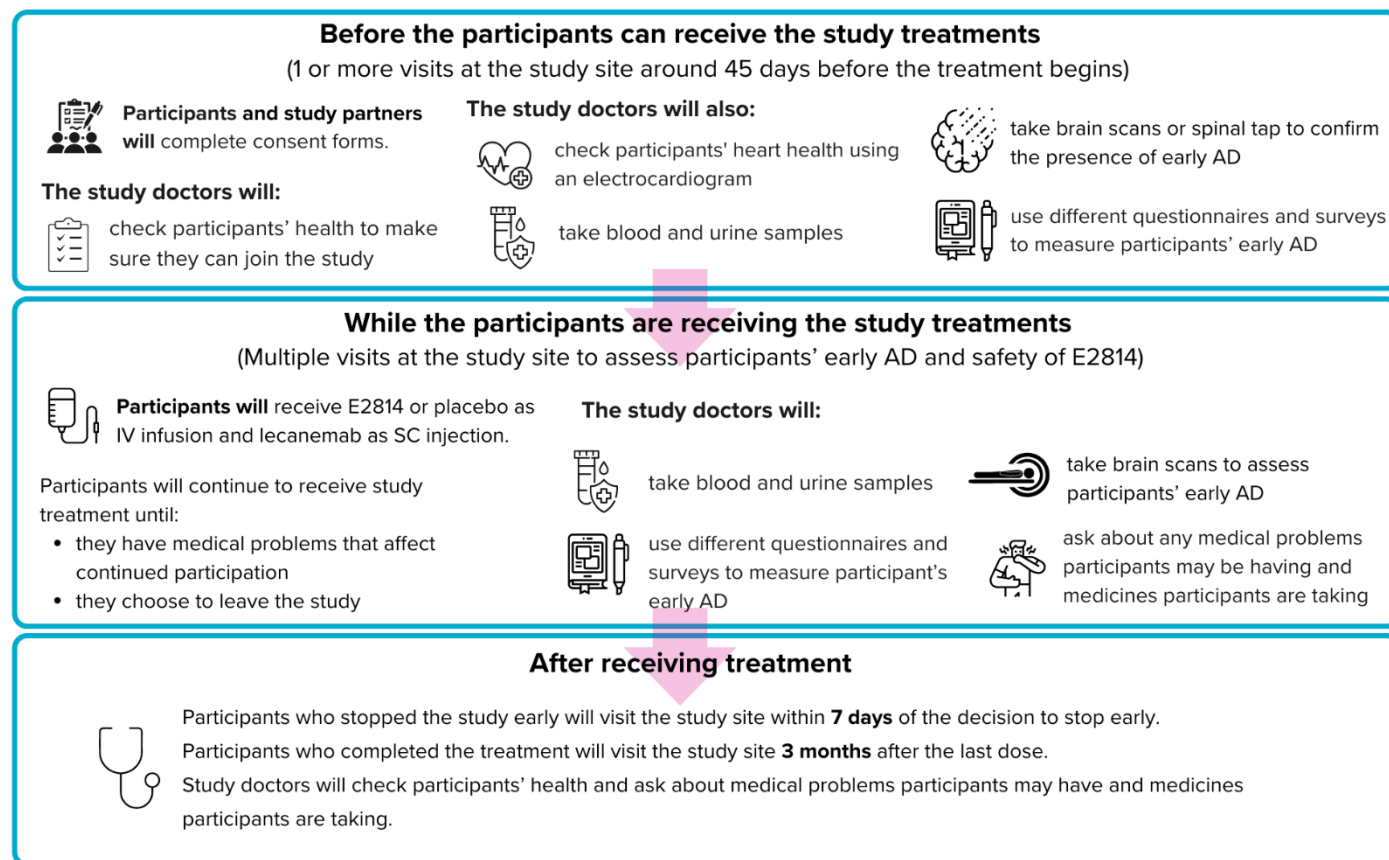 Before the participants can receive the study treatments
(1 or more visits at the study site around 45 days before the treatment begins)
Participants and study partners
will complete consent forms.
The study doctors will:
check participants' health to make
sure they can join the study
The study doctors will also:
check participants' heart health using
an electrocardiogram
take blood and urine samples
take brain scans or spinal tap to confirm
the presence of early AD
use different questionnaires and surveys
to measure participants' early AD
While the participants are receiving the study treatments
(Multiple visits at the study site to assess participants' early AD and safety of E2814)
Participants will receive E2814 or placebo as
IV infusion and lecanemab as SC injection.
Participants will continue to receive study
treatment until:
• they have medical problems that affect
continued participation
• they choose to leave the study
The study doctors will:
take blood and urine samples
use different questionnaires and
surveys to measure participant's
early AD
take brain scans to assess
participants' early AD
ask about any medical problems
participants may be having and
medicines participants are taking
After receiving treatment
Participants who stopped the study early will visit the study site within 7 days of the decision to stop early.
Participants who completed the treatment will visit the study site 3 months after the last dose.
Study doctors will check participants' health and ask about medical problems participants may have and medicines
participants are taking.